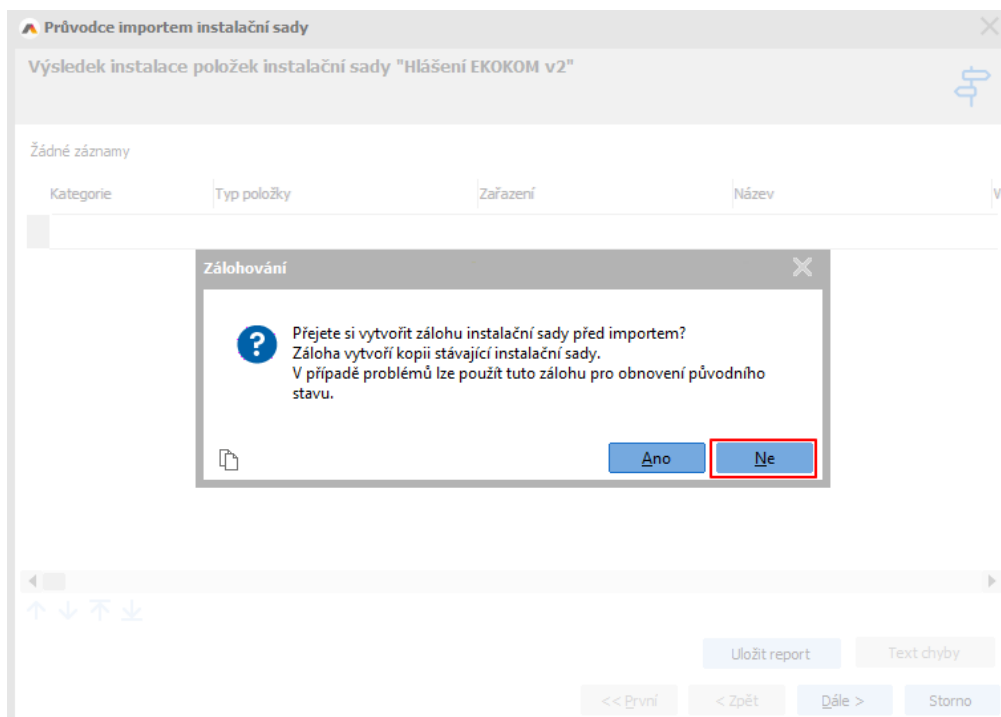 Průvodce importem instalační sady
Výsledek instalace položek instalační sady "Hlášení EKOKOM v2"
Žádné záznamy
Kategorie Typ položky Zařazení Název
Zálohování
Přejete si vytvořit zálohu instalační sady před importem?
Záloha vytvoří kopii stávající instalační sady.
V případě problémů lze použít tuto zálohu pro obnovení původního
stavu.
Ano Ne
Uložit report Text chyby
<< První < Zpět Dále > Storno